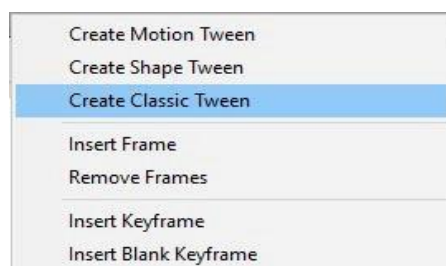 Create Motion Tween
Create Shape Tween
Create Classic Tween
Insert Frame
Remove Frames
Insert Keyframe
Insert Blank Keyframe